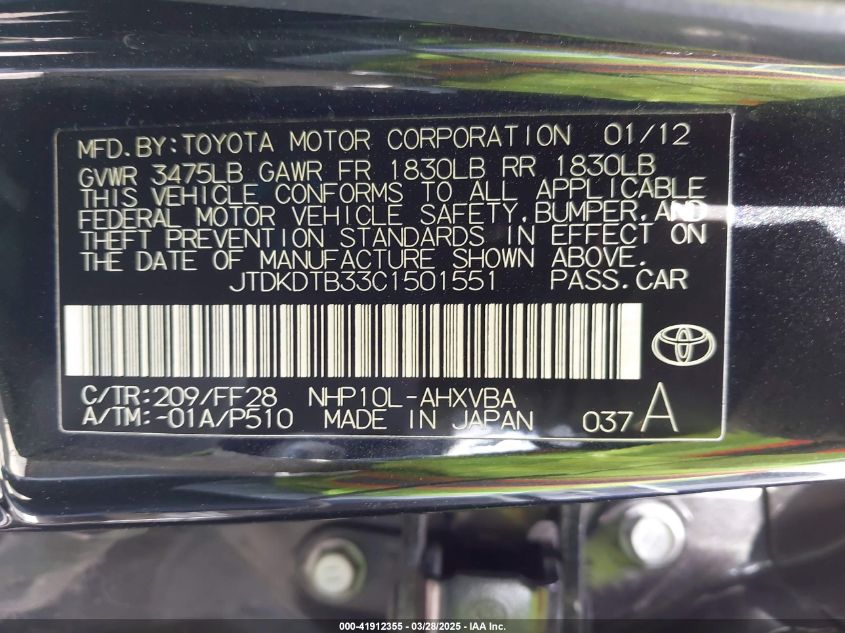 MFD.BY:TOYOTA MOTOR CORPORATION 01/12
GVWR 3475LB GAWR FR 1830LB RR 1830LB
THIS VEHICLE CONFORMS TO ALL APPLICABLE
FEDERAL MOTOR VEHICLE SAFETY,BUMPER,AND
THEFT PREVENTION STANDARDS IN EFFECT ON
THE DATE OF MANUFACTURE SHOWN ABOVE.
JTDKDTB33C1501551 PASS.CAR
C/TR:209/FF28 NHP10L-AHXVBA
A/TM:-01A/P510 MADE IN JAPAN 037 A
000-41912355 | 03/28/2025 - IAA Inc.